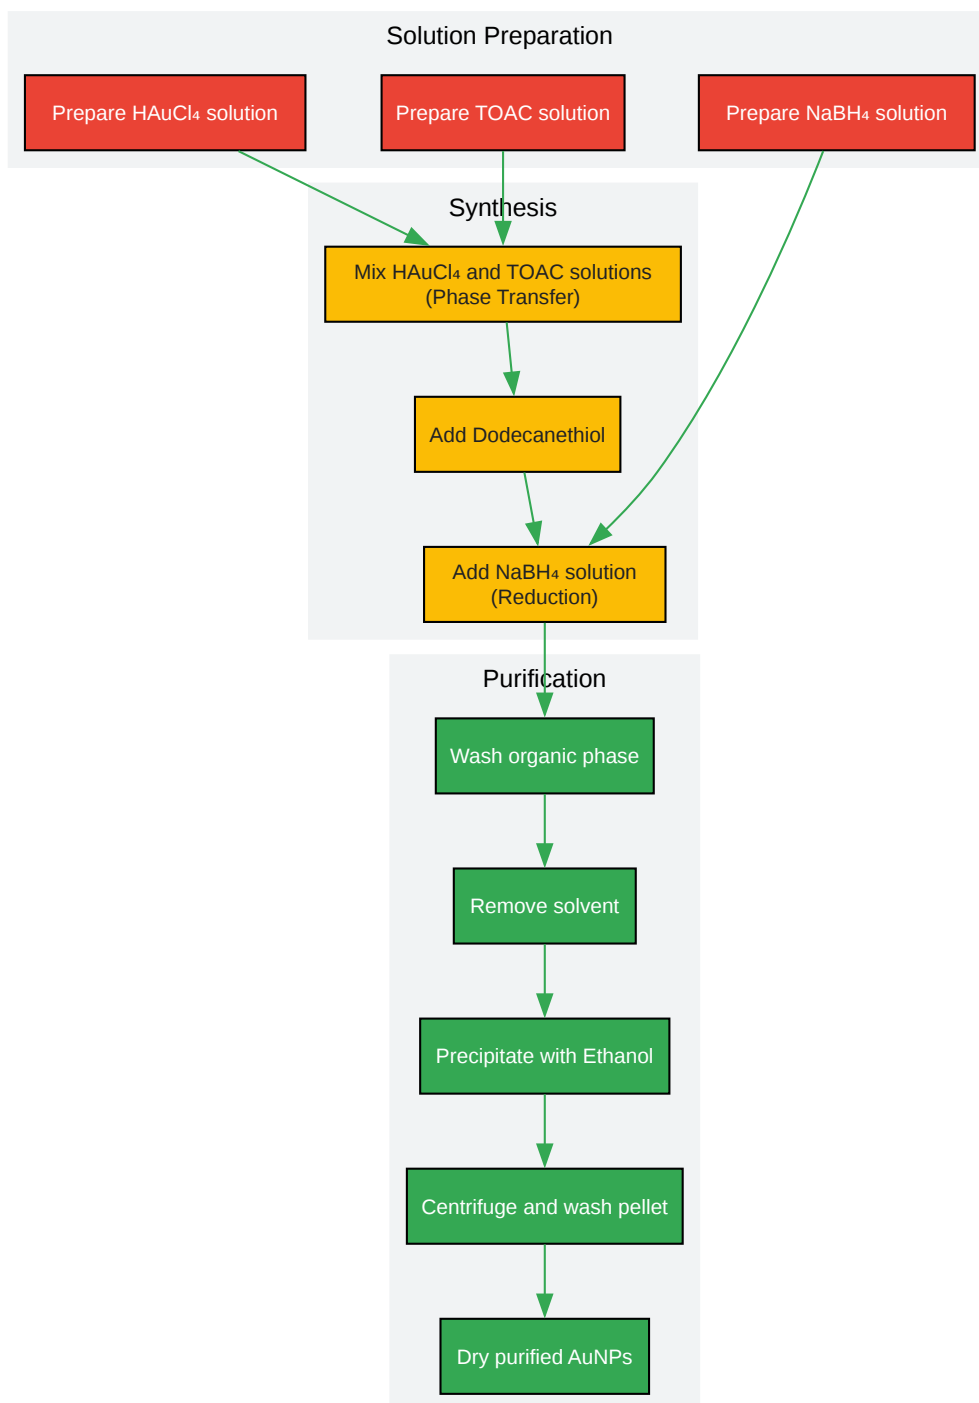 Solution Preparation
Prepare HAuCl₄ solution
Prepare TOAC solution
Prepare NaBH₄ solution
Synthesis
Mix HAuCl₄ and TOAC solutions
(Phase Transfer)
Add Dodecanethiol
Add NaBH₄ solution
(Reduction)
Purification
Wash organic phase
Remove solvent
Precipitate with Ethanol
Centrifuge and wash pellet
Dry purified AuNPs